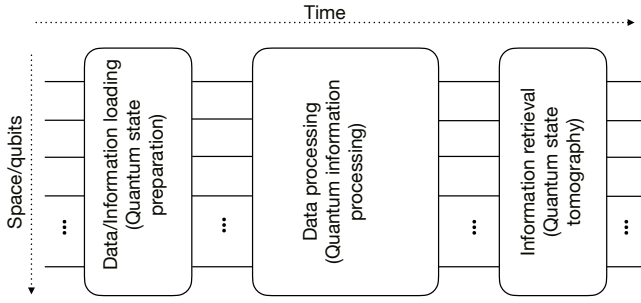 Time
Space/qubits
Data/Information loading
(Quantum state
preparation)
Data processing
(Quantum information
processing)
Information retrieval
(Quantum state
tomography)
...
...
...
...